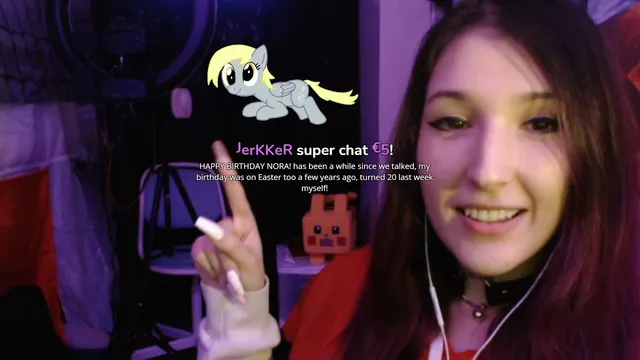 JerKKeR super chat €5!
HAPPY BIRTHDAY NORA! has been a while since we talked, my
birthday was on Easter too a few years ago, turned 20 last week
myself!